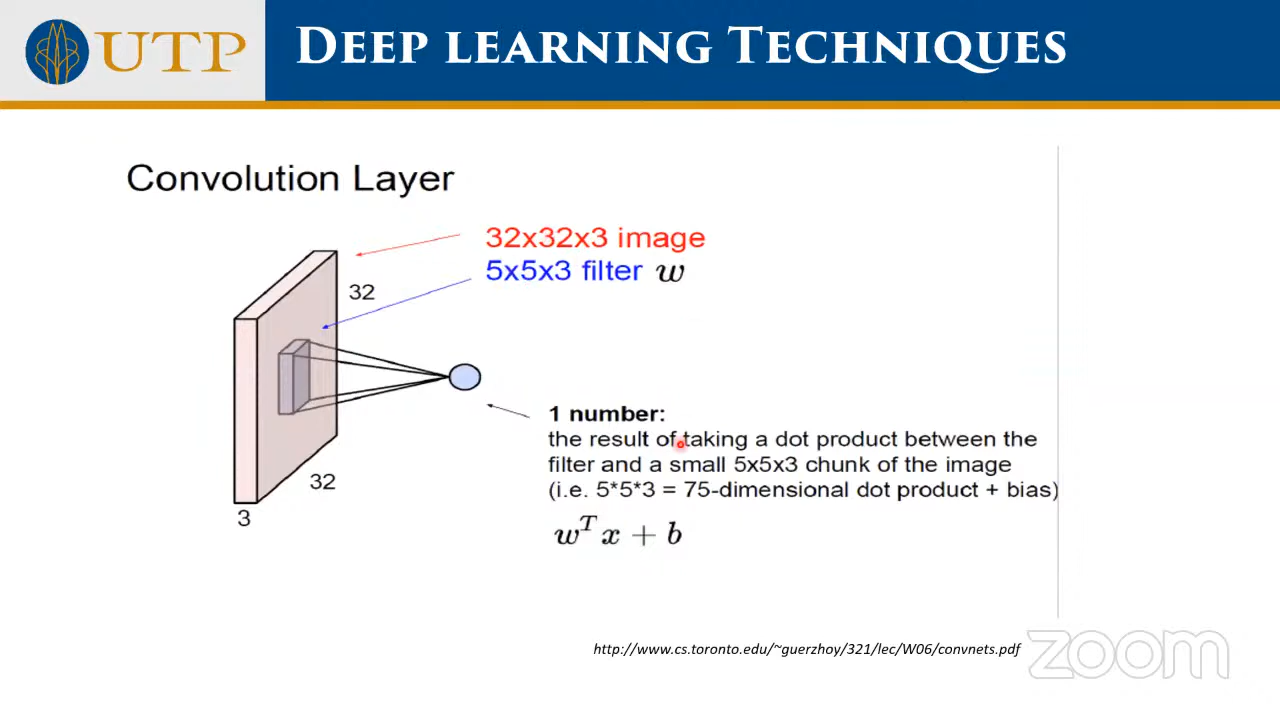 UTP
DEEP LEARNING TECHNIQUES
Convolution Layer
32x32x3 image
5x5x3 filter w
32
1 number:
the result of taking a dot product between the
filter and a small 5x5x3 chunk of the image
(i.e. 5*5*3 = 75-dimensional dot product + bias)
32
3
w^T x + b
http://www.cs.toronto.edu/~guerzhoy/321/lec/W06/convnets.pdf
zoom